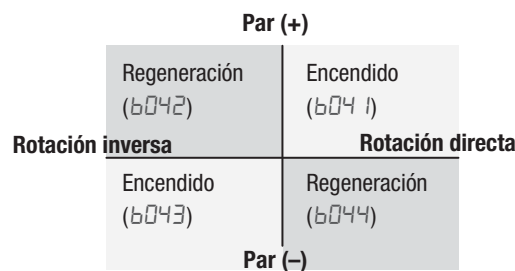 Par (+)
Regeneración Encendido
(b042) (b041)
Rotación inversa Rotación directa
Encendido Regeneración
(b043) (b044)
Par (–)